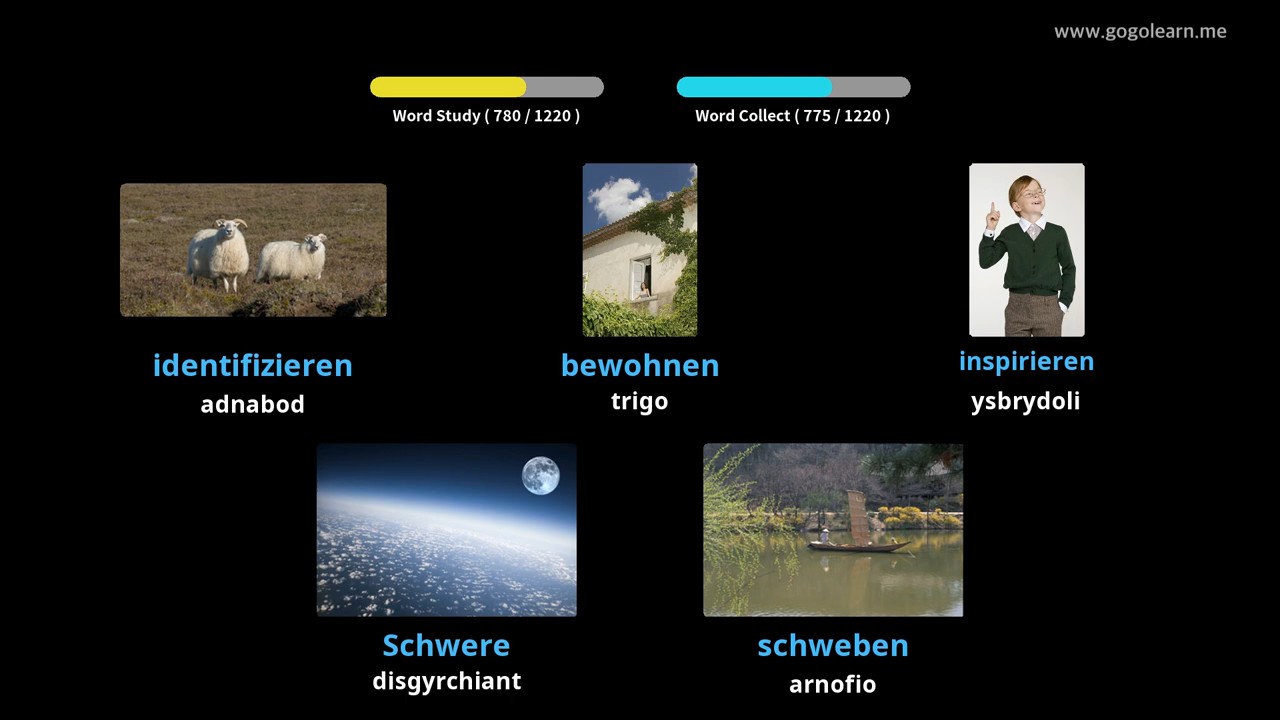 www.gogolearn.me
Word Study ( 780 / 1220 )
Word Collect ( 775 / 1220 )
identifizieren
adnabod
bewohnen
trigo
inspirieren
ysbrydoli
Schwere
disgyrchiant
schweben
arnofio